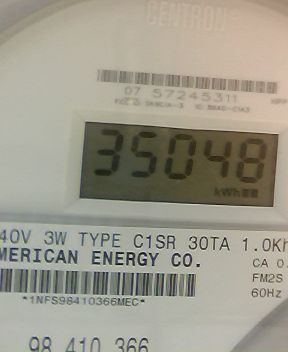 CENTRON
07 57245311
35048
kWh
40V 3W TYPE C1SR 30TA 1.0Kh
MERICAN ENERGY CO.
CA 0.
FM2S
60Hz
*1NFS98410366MEC*
98 410 366